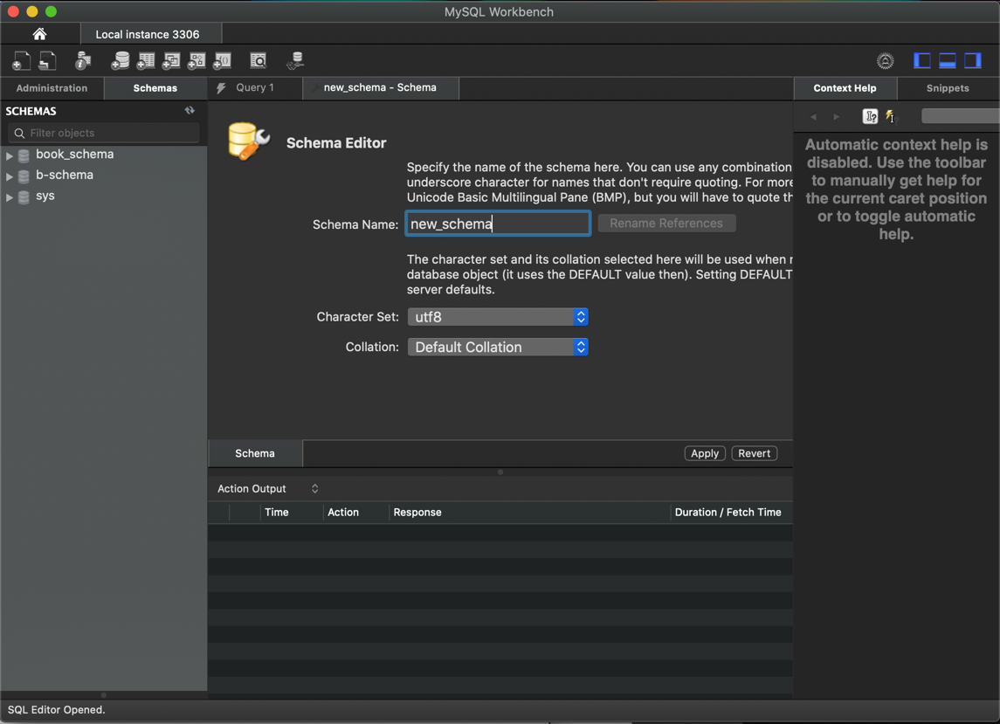 MySQL Workbench
Local instance 3306
Administration
Schemas
Query 1
new_schema - Schema
Context Help
Snippets
SCHEMAS
Filter objects
book_schema
b-schema
sys
Schema Editor
Specify the name of the schema here. You can use any combination
underscore character for names that don't require quoting. For more
Unicode Basic Multilingual Pane (BMP), but you will have to quote th
Schema Name:
new_schema
Rename References
The character set and its collation selected here will be used when
database object (it uses the DEFAULT value then). Setting DEFAULT
server defaults.
Character Set:
utf8
Collation:
Default Collation
Schema
Apply
Revert
Action Output
Time
Action
Response
Duration / Fetch Time
Automatic context help is
disabled. Use the toolbar
to manually get help for
the current caret position
or to toggle automatic
help.
SQL Editor Opened.